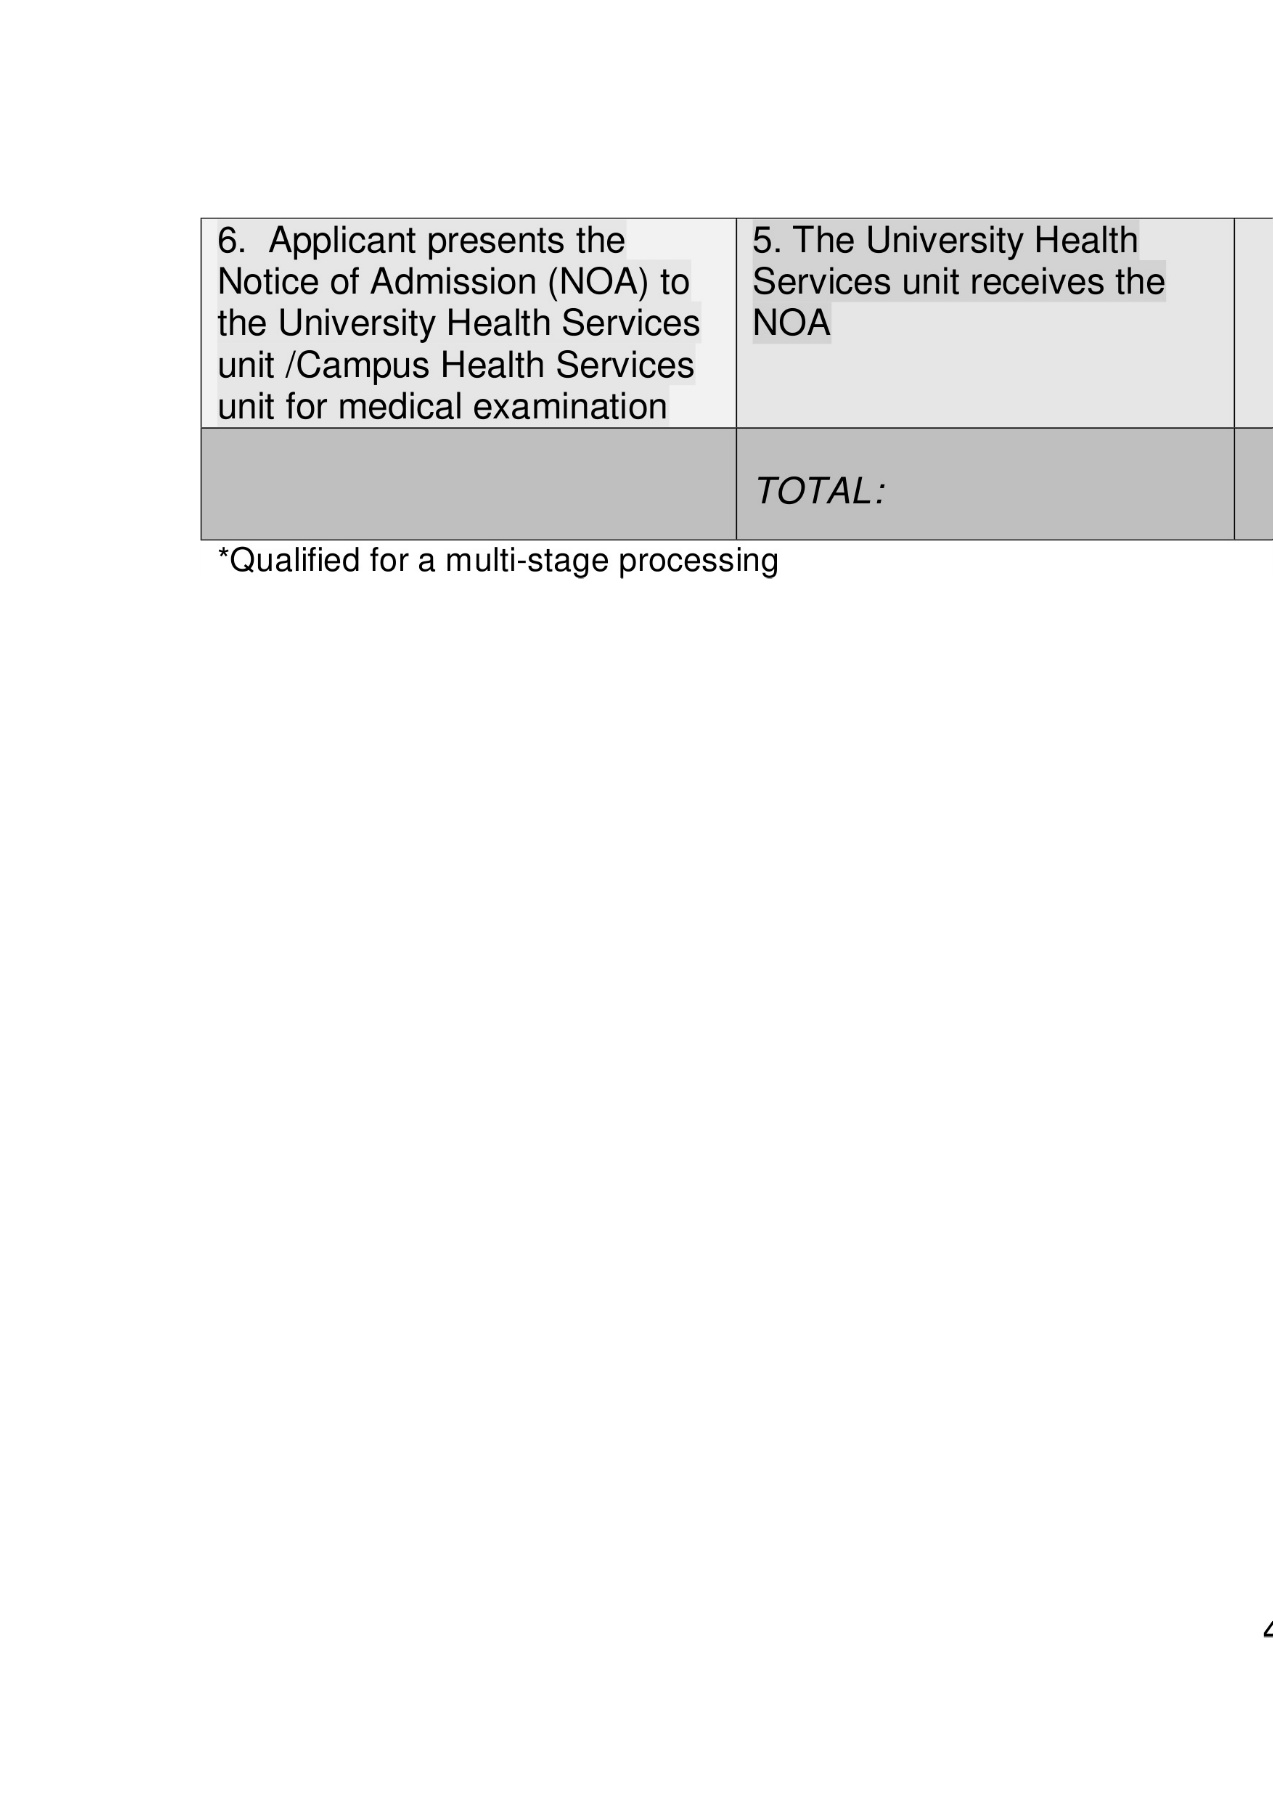 6. Applicant presents the
Notice of Admission (NOA) to
the University Health Services
unit /Campus Health Services
unit for medical examination
5. The University Health
Services unit receives the
NOA
TOTAL:
*Qualified for a multi-stage processing